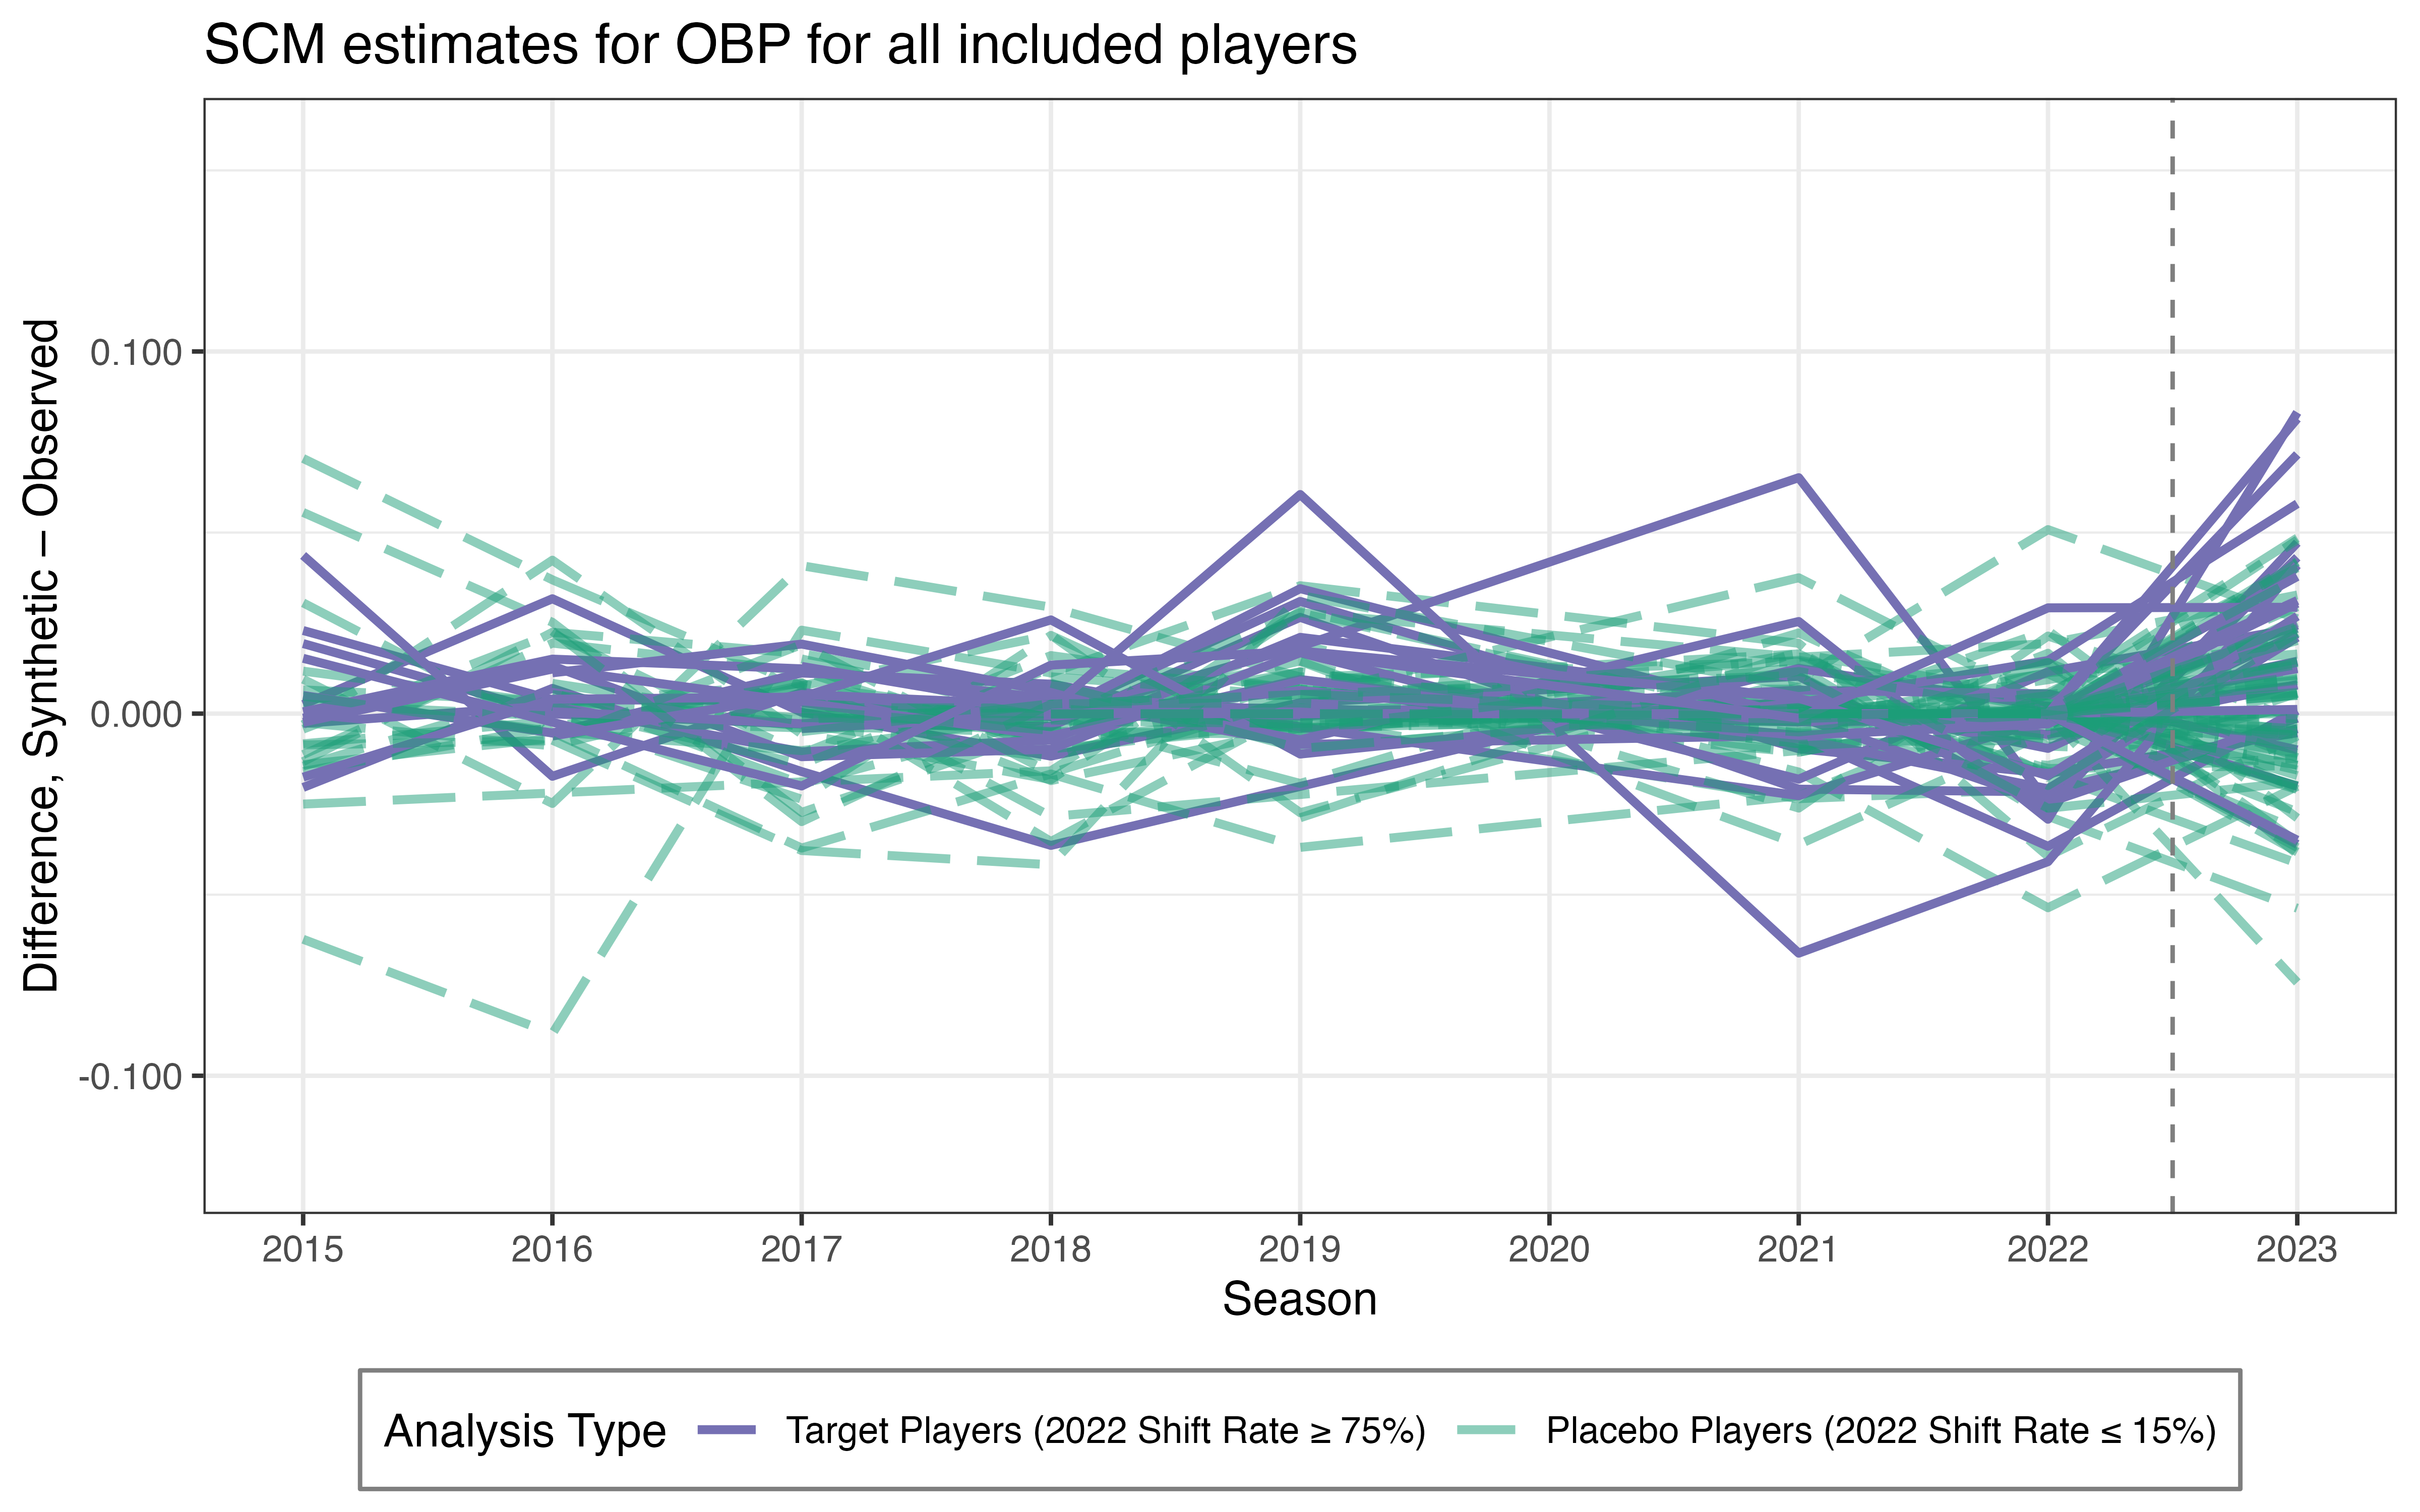 SCM estimates for OBP for all included players
Difference, Synthetic – Observed
0.100
0.000
-0.100
2015 2016 2017 2018 2019 2020 2021 2022 2023
Season
Analysis Type Target Players (2022 Shift Rate ≥ 75%) Placebo Players (2022 Shift Rate ≤ 15%)